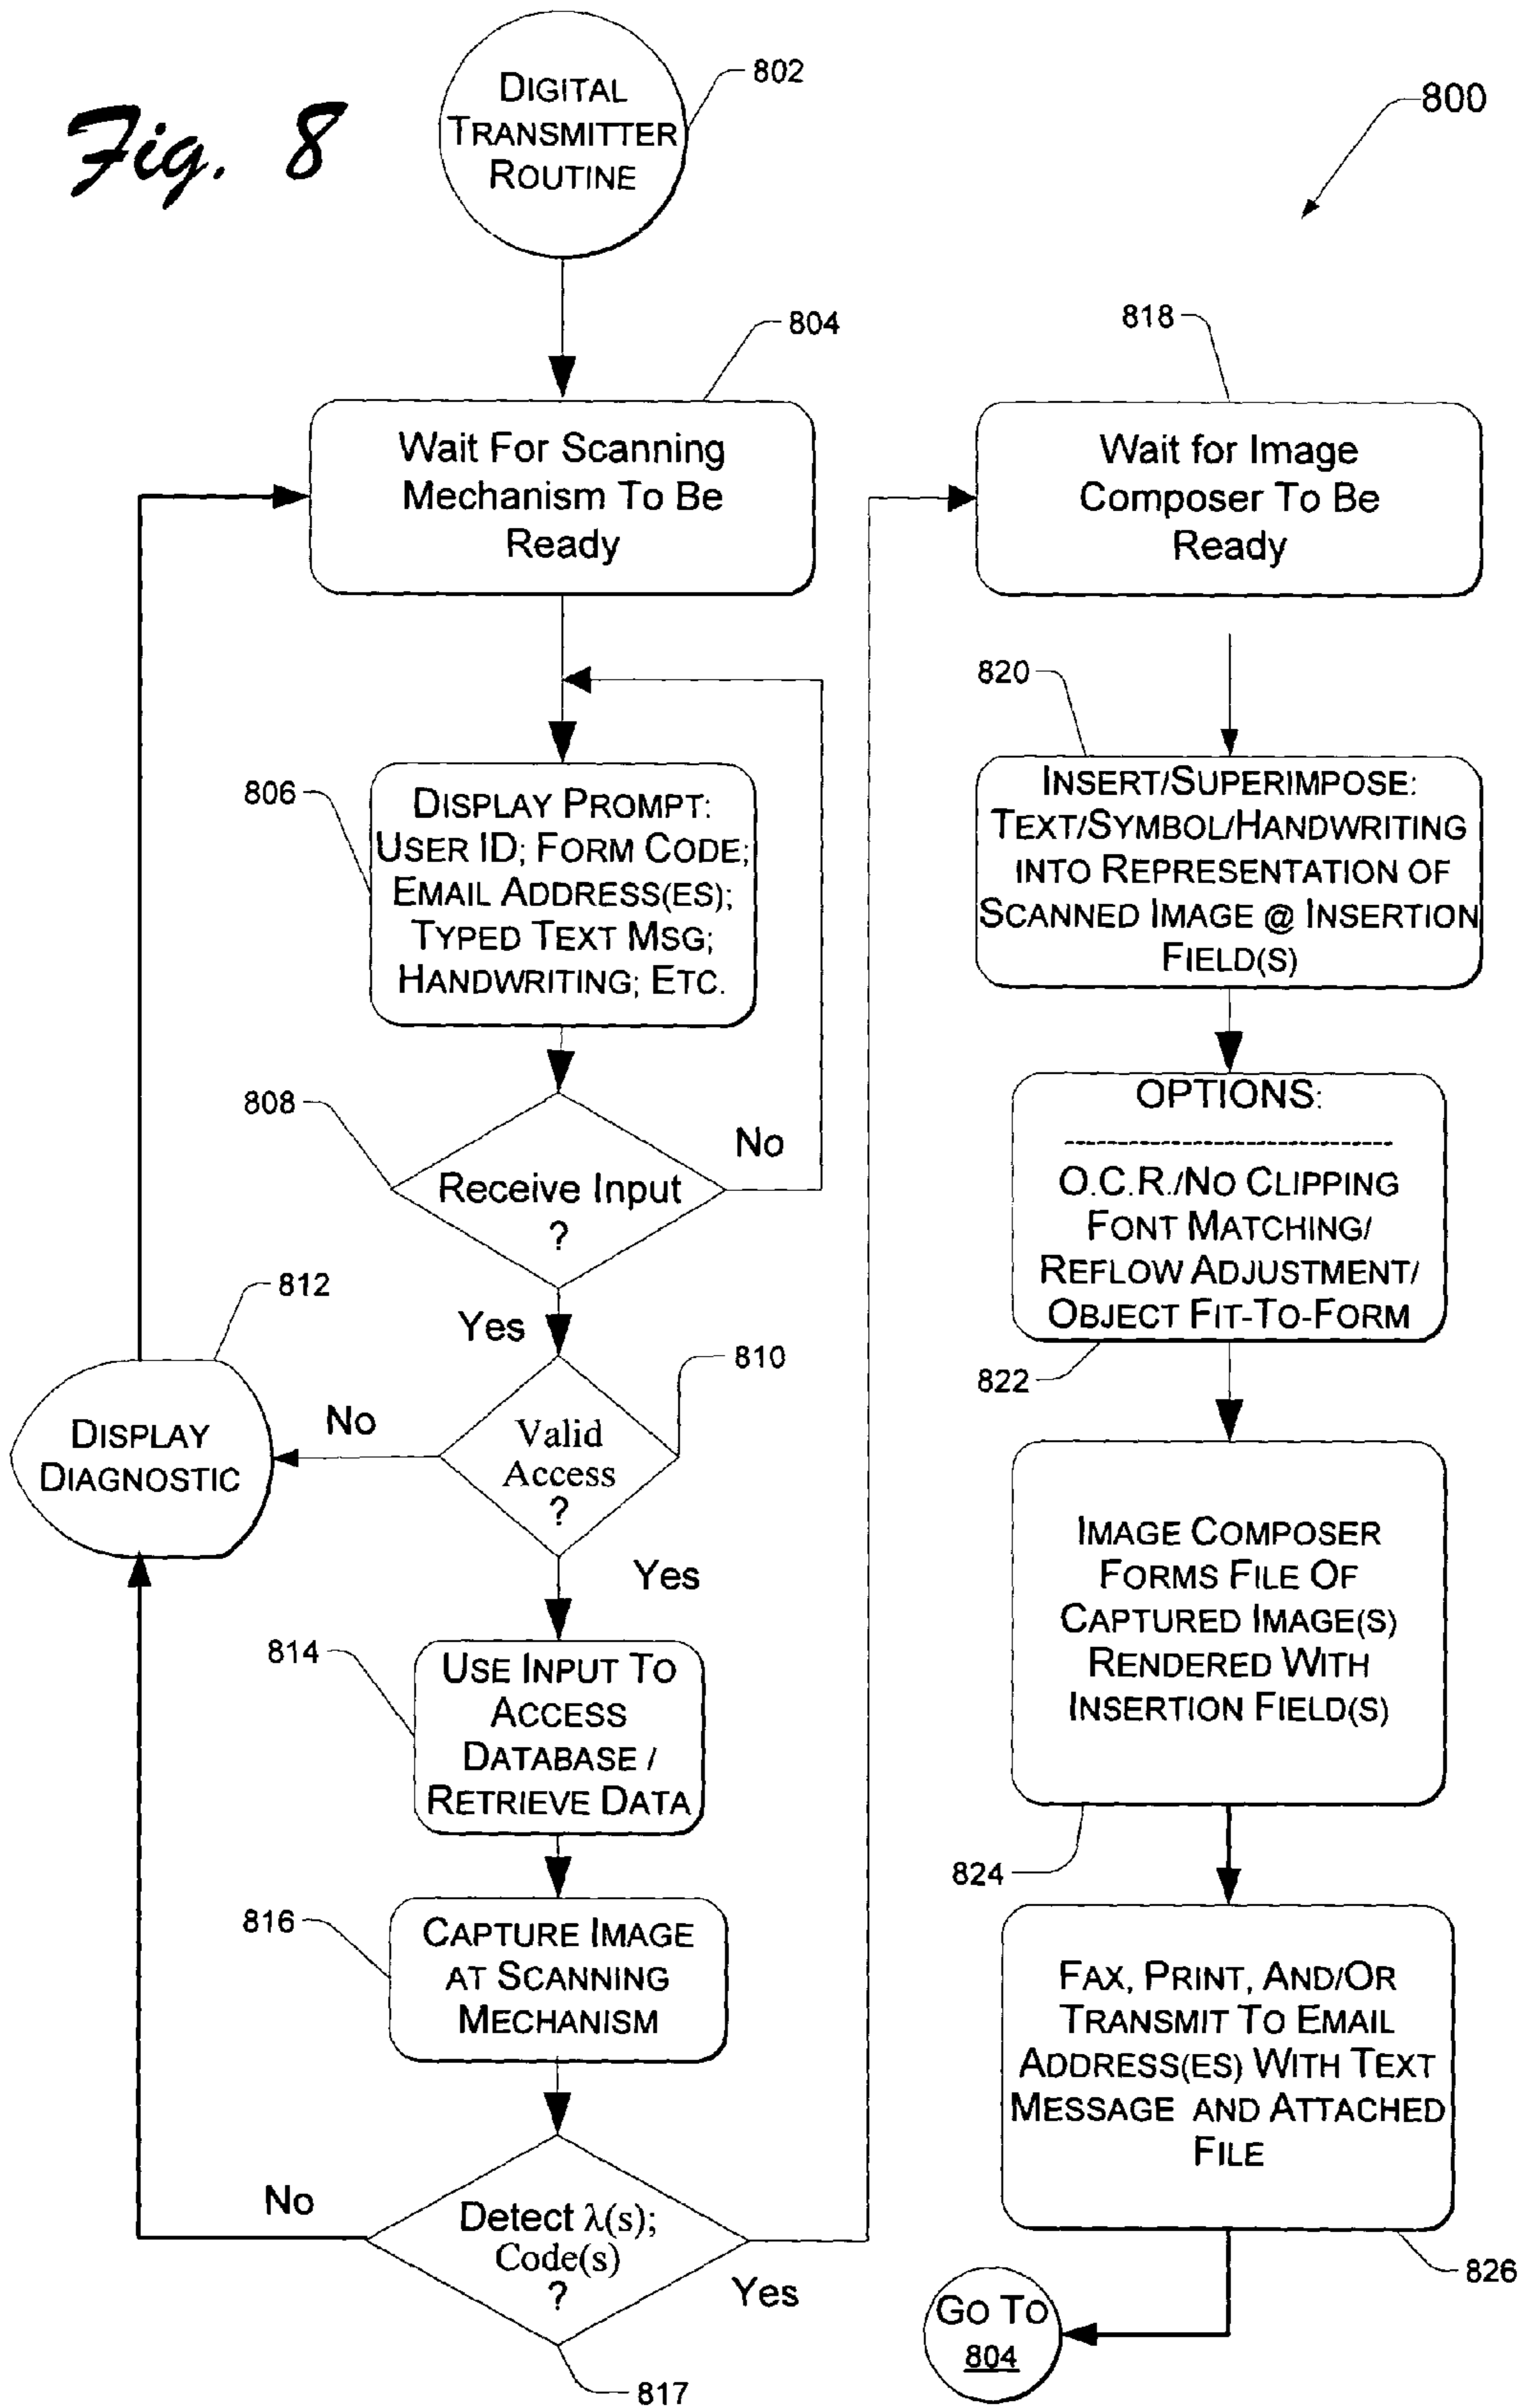 Fig. 8
DIGITAL
TRANSMITTER
ROUTINE
802
800
804
Wait For Scanning
Mechanism To Be
Ready
806
DISPLAY PROMPT:
USER ID; FORM CODE;
EMAIL ADDRESS(ES);
TYPED TEXT MSG;
HANDWRITING; ETC.
808
Receive Input
?
No
Yes
810
Valid
Access
?
No
Yes
812
DISPLAY
DIAGNOSTIC
814
USE INPUT TO
ACCESS
DATABASE /
RETRIEVE DATA
816
CAPTURE IMAGE
AT SCANNING
MECHANISM
Detect λ(s);
Code(s)
?
No
Yes
817
818
Wait for Image
Composer To Be
Ready
820
INSERT/SUPERIMPOSE:
TEXT/SYMBOL/HANDWRITING
INTO REPRESENTATION OF
SCANNED IMAGE @ INSERTION
FIELD(S)
OPTIONS:
---------------------------
O.C.R./NO CLIPPING
FONT MATCHING/
REFLOW ADJUSTMENT/
OBJECT FIT-TO-FORM
822
IMAGE COMPOSER
FORMS FILE OF
CAPTURED IMAGE(S)
RENDERED WITH
INSERTION FIELD(S)
824
FAX, PRINT, AND/OR
TRANSMIT TO EMAIL
ADDRESS(ES) WITH TEXT
MESSAGE AND ATTACHED
FILE
826
GO TO
804